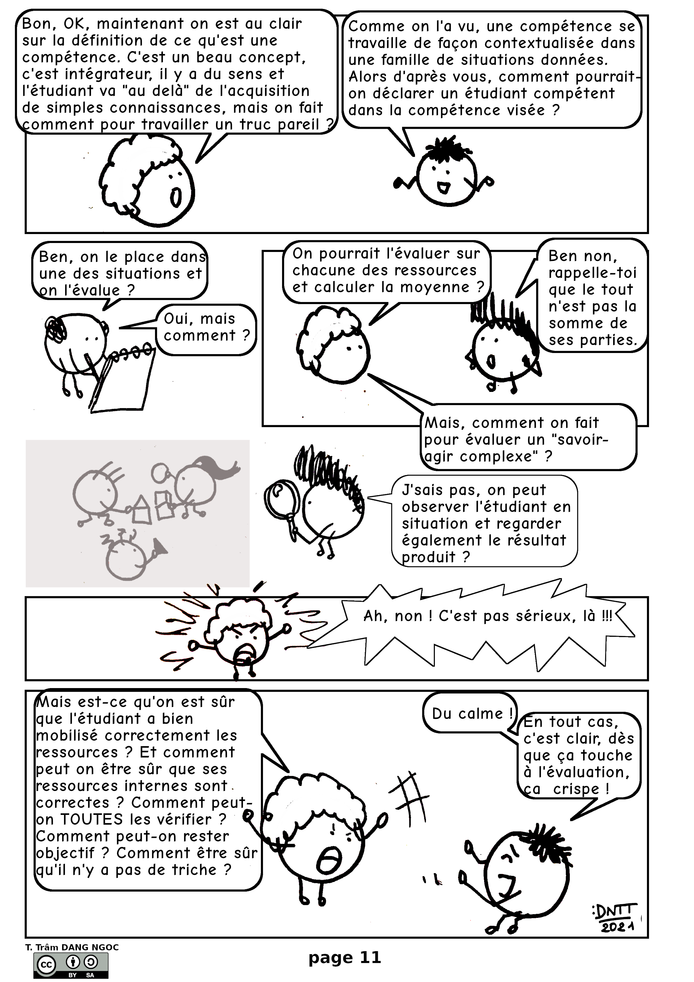 Bon, OK, maintenant on est au clair
sur la définition de ce qu'est une
compétence. C'est un beau concept,
c'est intégrateur, il y a du sens et
l'étudiant va "au delà" de l'acquisition
de simples connaissances, mais on fait
comment pour travailler un truc pareil ?
Comme on l'a vu, une compétence se
travaille de façon contextualisée dans
une famille de situations données.
Alors d'après vous, comment pourrait-
on déclarer un étudiant compétent
dans la compétence visée ?
Ben, on le place dans
une des situations et
on l'évalue ?
Oui, mais
comment ?
On pourrait l'évaluer sur
chacune des ressources
et calculer la moyenne ?
Ben non,
rappelle-toi
que le tout
n'est pas la
somme de
ses parties.
Mais, comment on fait
pour évaluer un "savoir-
agir complexe" ?
J'sais pas, on peut
observer l'étudiant en
situation et regarder
également le résultat
produit ?
Ah, non ! C'est pas sérieux, là !!!
Mais est-ce qu'on est sûr
que l'étudiant a bien
mobilisé correctement les
ressources ? Et comment
peut on être sûr que ses
ressources internes sont
correctes ? Comment peut-
on TOUTES les vérifier ?
Comment peut-on rester
objectif ? Comment être sûr
qu'il n'y a pas de triche ?
Du calme !
En tout cas,
c'est clair, dès
que ça touche
à l'évaluation,
ça crispe !
:DNTT
2021
T. Trâm DANG NGOC
cc
BY SA
page 11